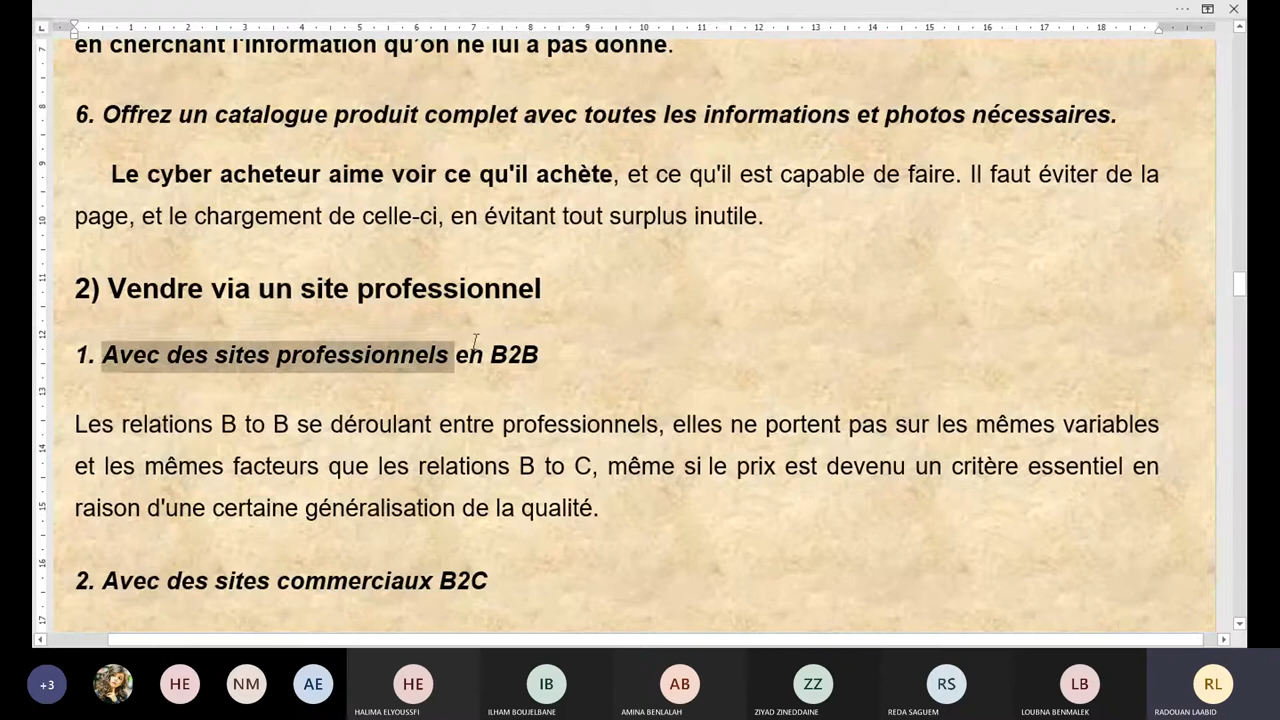 en cherchant l'information qu'on ne lui a pas donné.
6. Offrez un catalogue produit complet avec toutes les informations et photos nécessaires.
Le cyber acheteur aime voir ce qu'il achète, et ce qu'il est capable de faire. Il faut éviter de la
page, et le chargement de celle-ci, en évitant tout surplus inutile.
2) Vendre via un site professionnel
1. Avec des sites professionnels en B2B
Les relations B to B se déroulant entre professionnels, elles ne portent pas sur les mêmes variables
et les mêmes facteurs que les relations B to C, même si le prix est devenu un critère essentiel en
raison d'une certaine généralisation de la qualité.
2. Avec des sites commerciaux B2C
+3
HE
NM
AE
HE
IB
AB
ZZ
RS
LB
RL
HALIMA ELYOUSSFI
ILHAM BOUJELBANE
AMINA BENLALAH
ZIYAD ZINEDDAINE
REDA SAGUEM
LOUBNA BENMALEK
RADOUAN LAABID